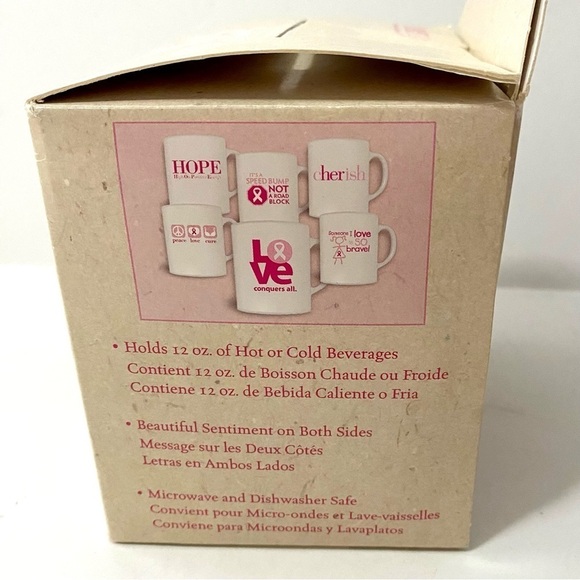 HOPE
cherish
IT'S A
SPEED BUMP
NOT
A ROAD
BLOCK
peace love cure
LOVE
conquers all.
Someone I love
is SO
brave!
• Holds 12 oz. of Hot or Cold Beverages
Contient 12 oz. de Boisson Chaude ou Froide
Contiene 12 oz. de Bebida Caliente o Fria
• Beautiful Sentiment on Both Sides
Message sur les Deux Côtés
Letras en Ambos Lados
• Microwave and Dishwasher Safe
Convient pour Micro-ondes et Lave-vaisselles
Conviene para Microondas y Lavaplatos